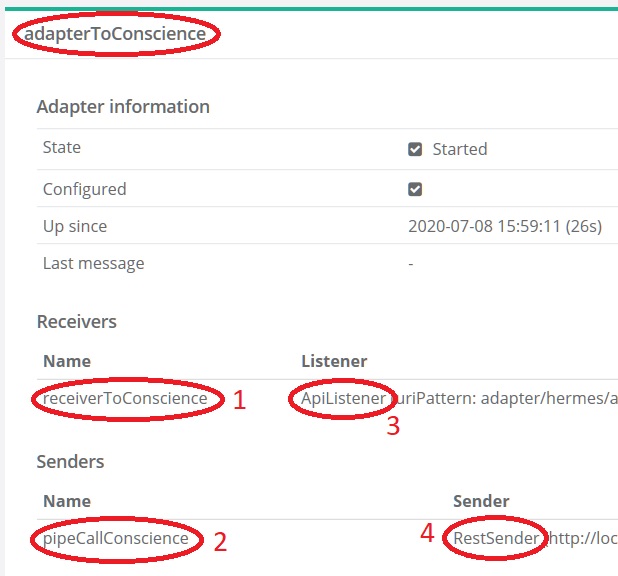 adapterToConscience
Adapter information
State Started
Configured
Up since 2020-07-08 15:59:11 (26s)
Last message -
Receivers
Name Listener
receiverToConscience 1 ApiListener (uriPattern: adapter/hermes/a
3
Senders
Name Sender
pipeCallConscience 2 4 RestSender (http://loc